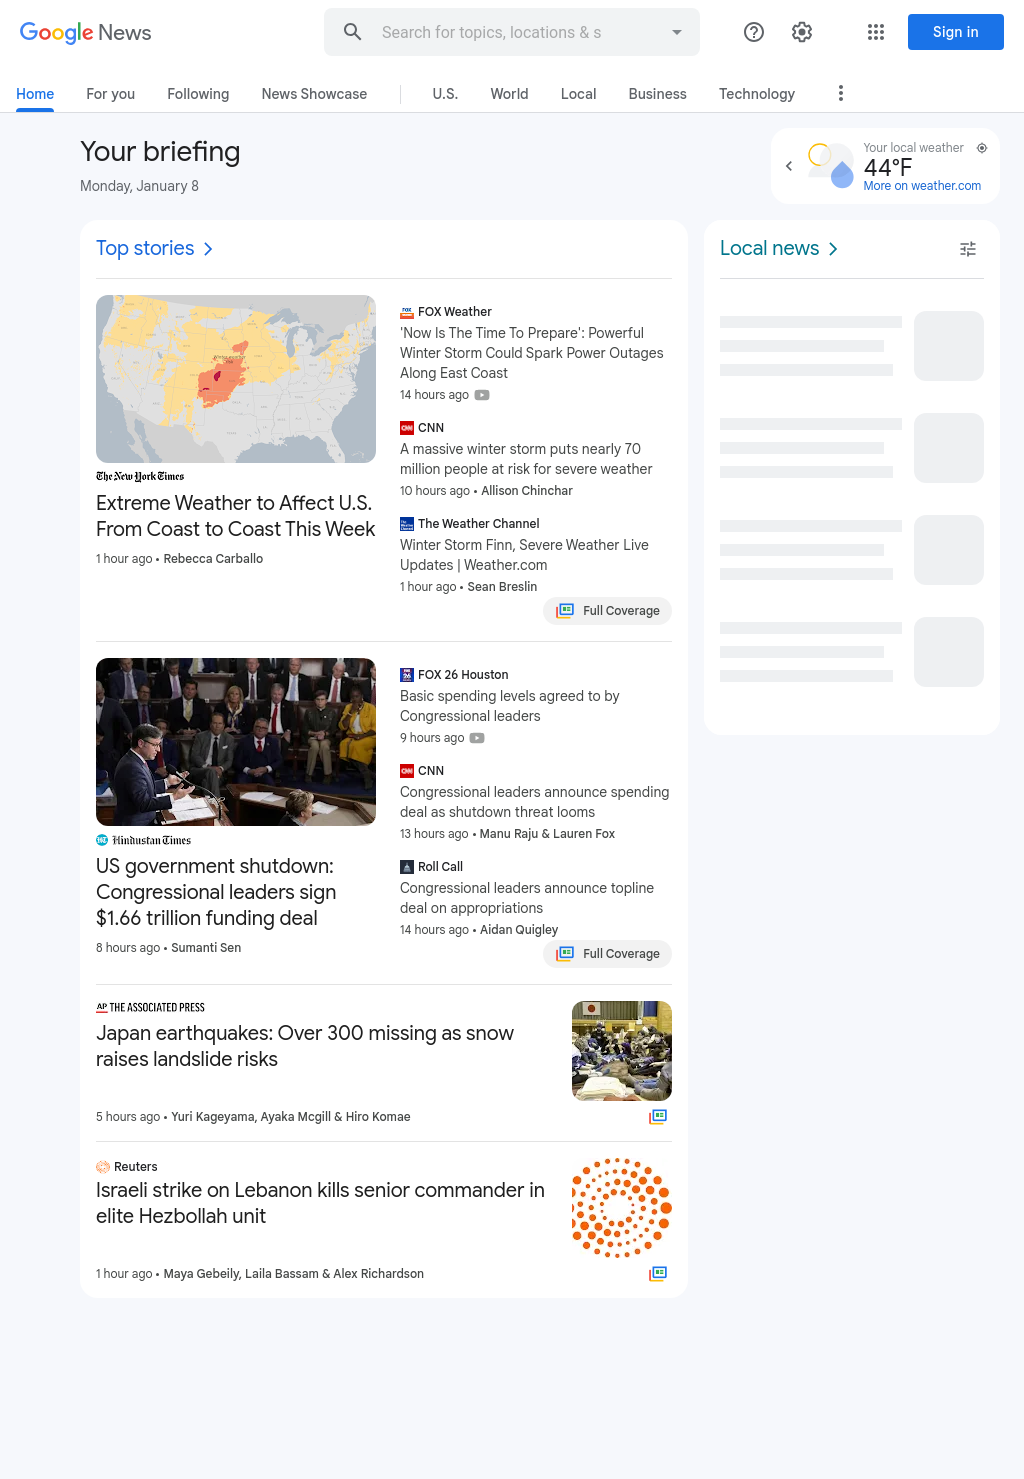 Google News
Search for topics, locations & s
Sign in
Home
For you
Following
News Showcase
U.S.
World
Local
Business
Technology
Your briefing
Monday, January 8
Your local weather
44°F
More on weather.com
Top stories
The New York Times
Extreme Weather to Affect U.S.
From Coast to Coast This Week
1 hour ago • Rebecca Carballo
FOX Weather
'Now Is The Time To Prepare': Powerful
Winter Storm Could Spark Power Outages
Along East Coast
14 hours ago
CNN
A massive winter storm puts nearly 70
million people at risk for severe weather
10 hours ago • Allison Chinchar
The Weather Channel
Winter Storm Finn, Severe Weather Live
Updates | Weather.com
1 hour ago • Sean Breslin
Full Coverage
Hindustan Times
US government shutdown:
Congressional leaders sign
$1.66 trillion funding deal
8 hours ago • Sumanti Sen
FOX 26 Houston
Basic spending levels agreed to by
Congressional leaders
9 hours ago
CNN
Congressional leaders announce spending
deal as shutdown threat looms
13 hours ago • Manu Raju & Lauren Fox
Roll Call
Congressional leaders announce topline
deal on appropriations
14 hours ago • Aidan Quigley
Full Coverage
AP THE ASSOCIATED PRESS
Japan earthquakes: Over 300 missing as snow
raises landslide risks
5 hours ago • Yuri Kageyama, Ayaka Mcgill & Hiro Komae
Reuters
Israeli strike on Lebanon kills senior commander in
elite Hezbollah unit
1 hour ago • Maya Gebeily, Laila Bassam & Alex Richardson
Local news